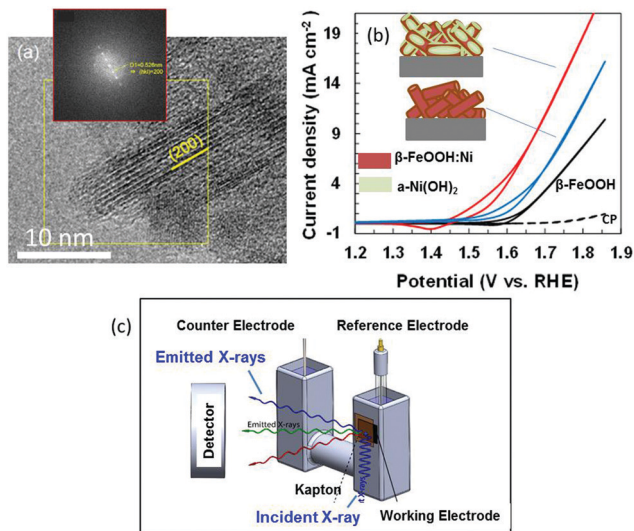 (a)
D1=0.526nm
(hkl)=200
(200)
10 nm
(b)
Current density (mA cm⁻²)
19
14
9
4
-1
β-FeOOH:Ni
a-Ni(OH)₂
β-FeOOH
CP
1.2 1.3 1.4 1.5 1.6 1.7 1.8 1.9
Potential (V vs. RHE)
(c)
Counter Electrode
Reference Electrode
Emitted X-rays
Emitted X-rays
Detector
Kapton
X-rays
Working Electrode
Incident X-ray